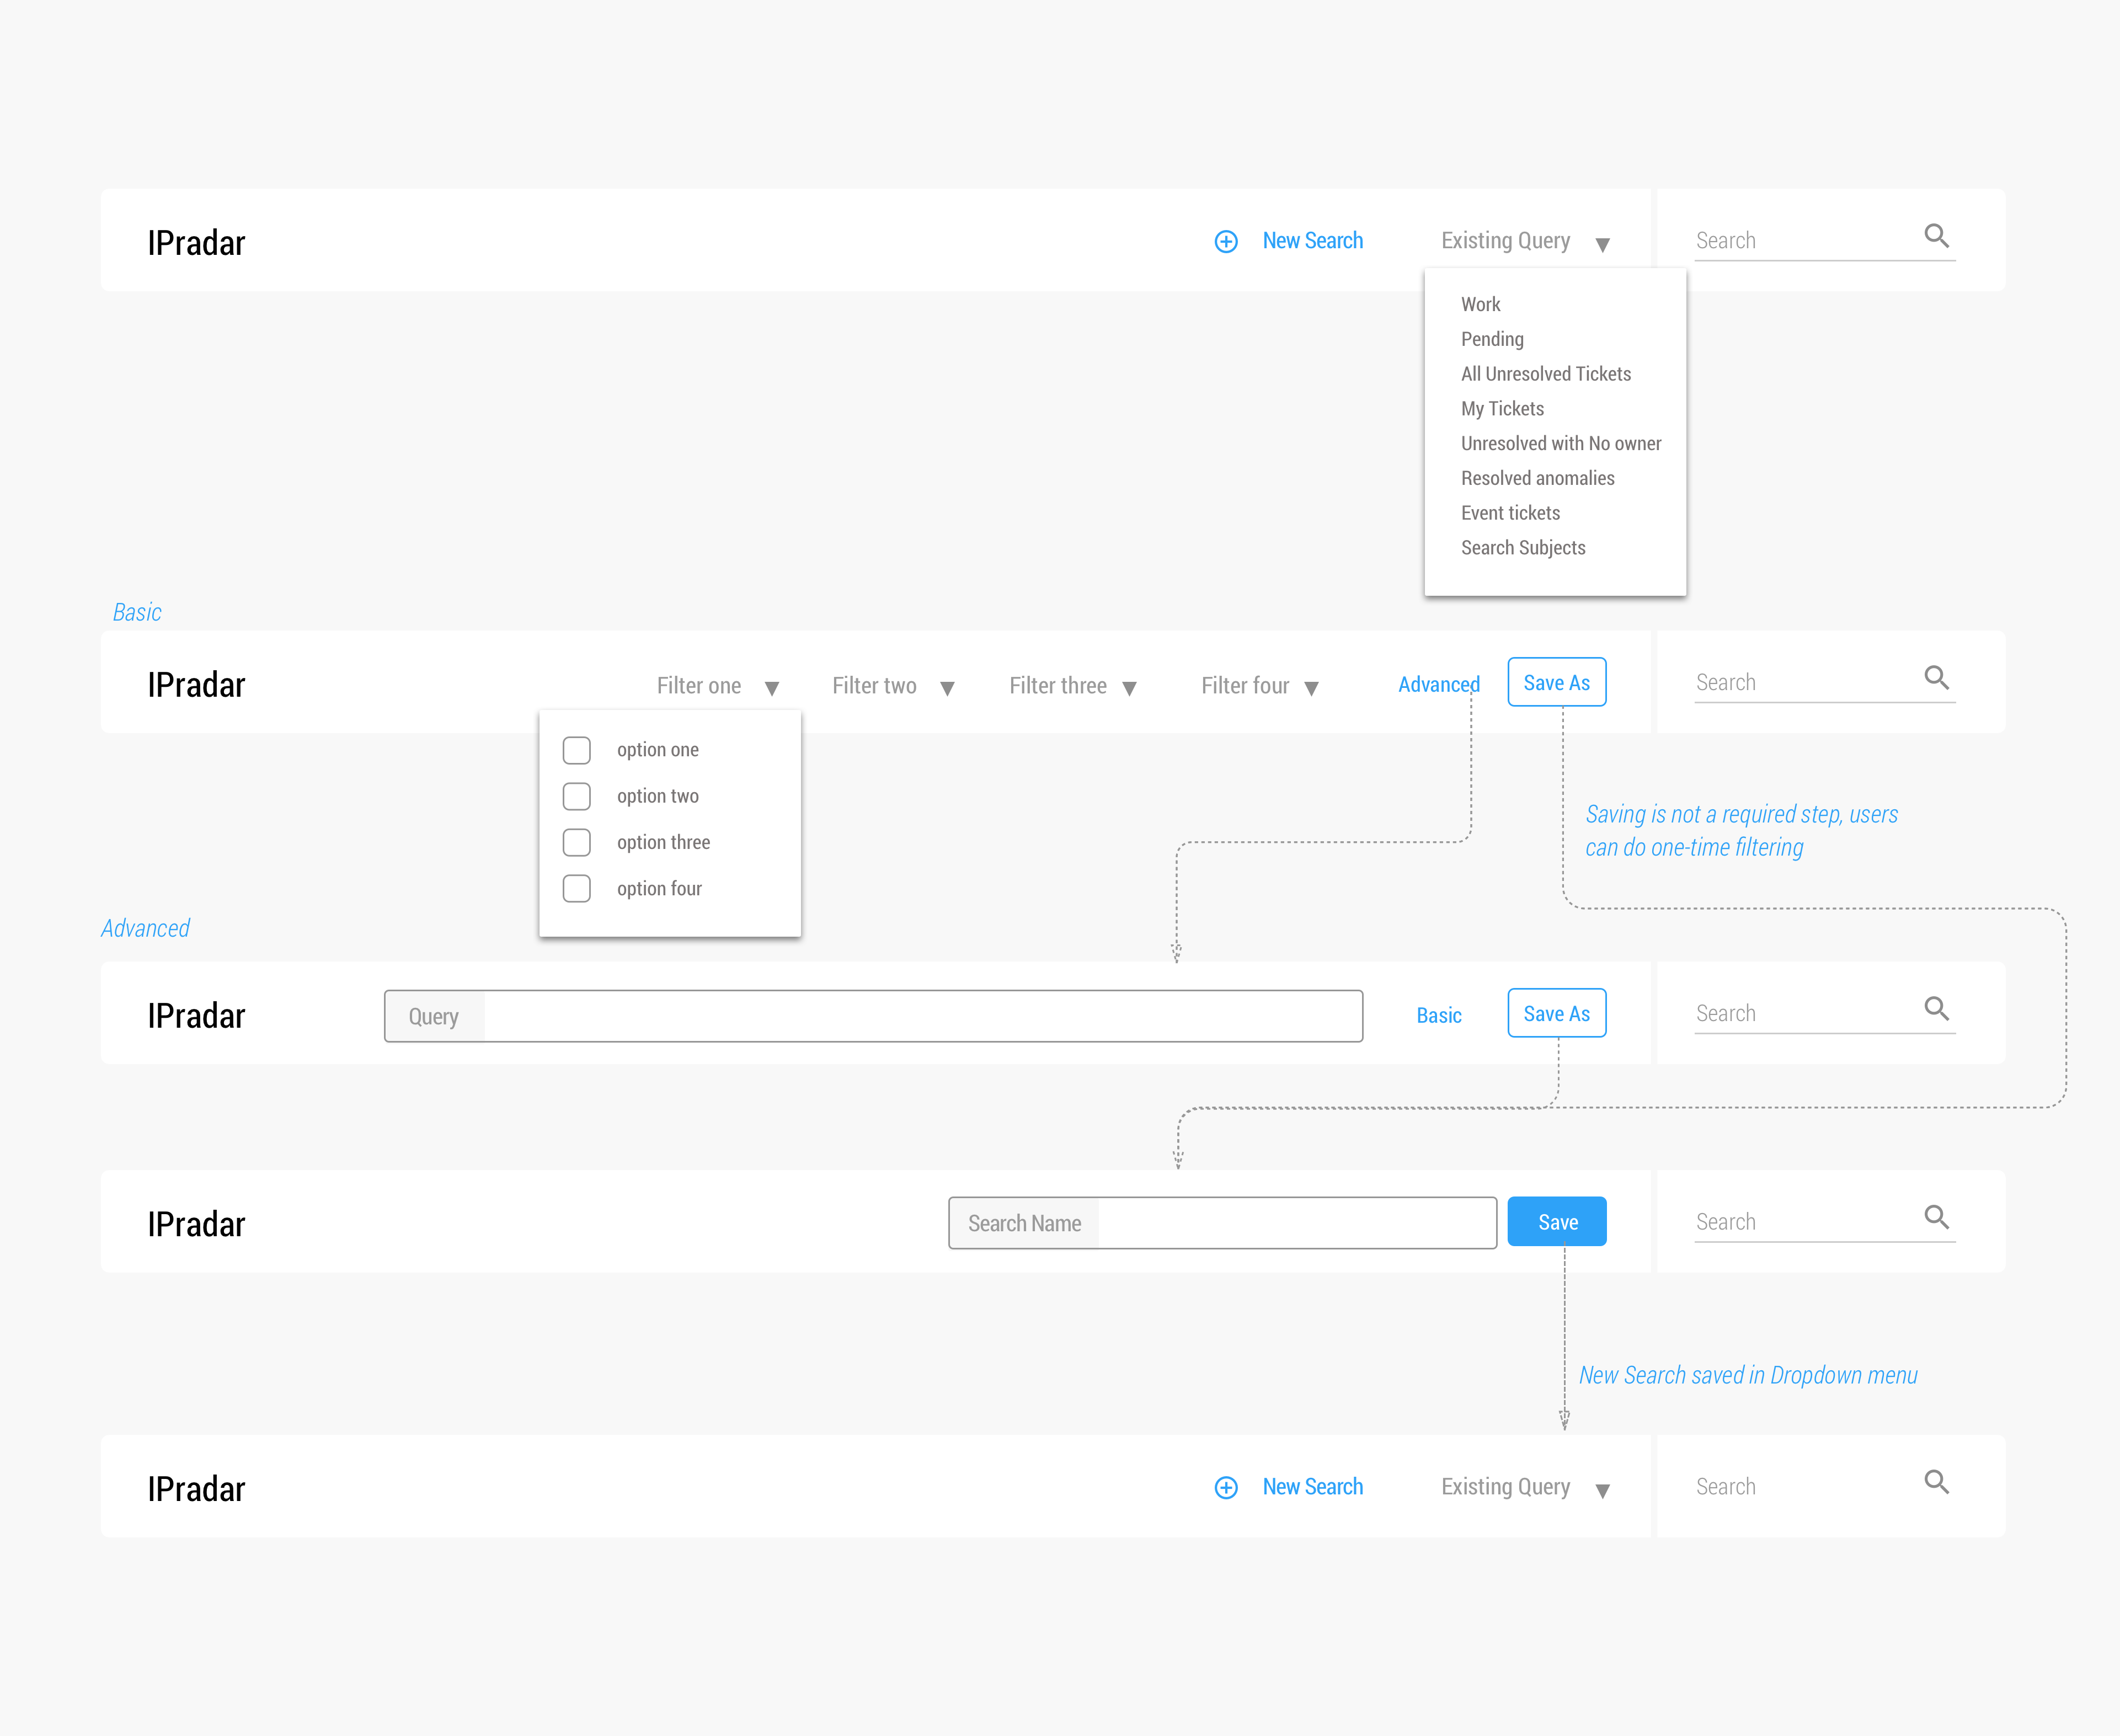 IPradar
New Search
Existing Query
Search
Work
Pending
All Unresolved Tickets
My Tickets
Unresolved with No owner
Resolved anomalies
Event tickets
Search Subjects
Basic
IPradar
Filter one
Filter two
Filter three
Filter four
Advanced
Save As
Search
option one
option two
option three
option four
Saving is not a required step, users
can do one-time filtering
Advanced
IPradar
Query
Basic
Save As
Search
IPradar
Search Name
Save
Search
New Search saved in Dropdown menu
IPradar
New Search
Existing Query
Search